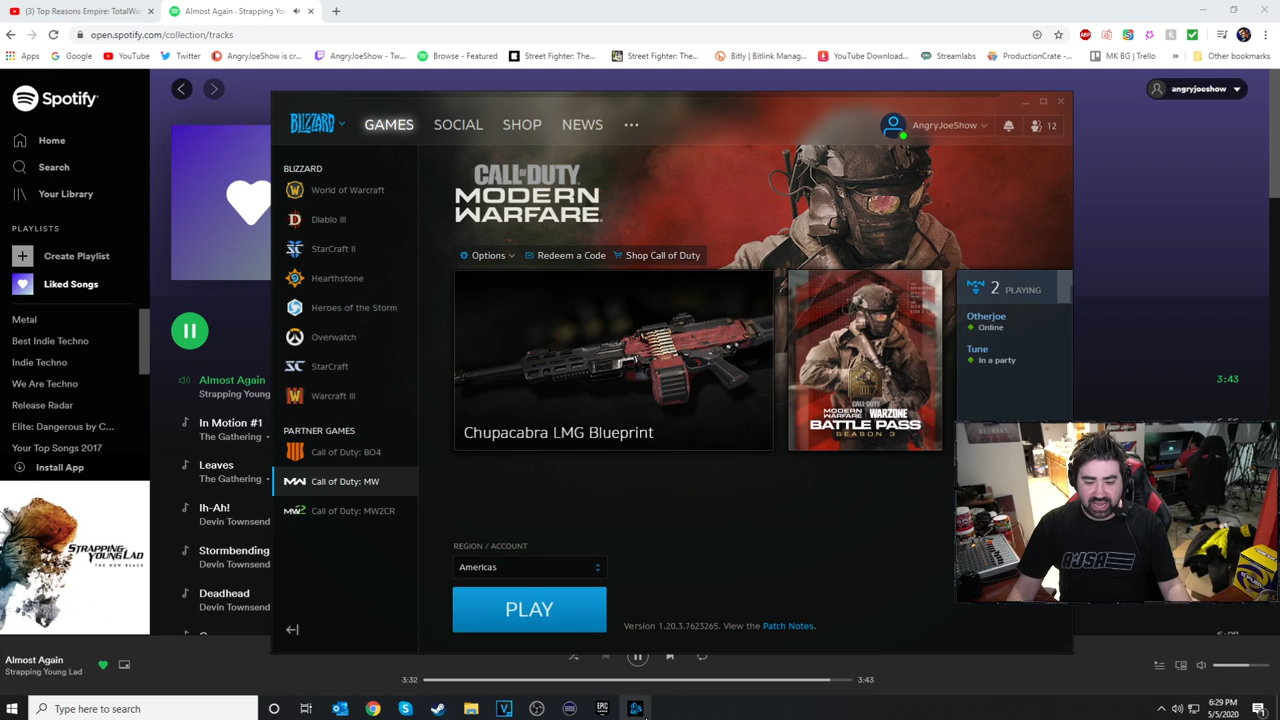 (3) Top Reasons Empire: TotalWar
Almost Again - Strapping You
open.spotify.com/collection/tracks
Apps
Google
YouTube
Twitter
AngryJoeShow is cr...
AngryJoeShow - Tw...
Browse - Featured
Street Fighter: The...
Street Fighter: The...
Bitly | Bitlink Manag...
YouTube Download...
Streamlabs
ProductionCrate - ...
MK BG | Trello
»
Other bookmarks
Spotify
angryjoeshow
Home
Search
Your Library
PLAYLISTS
Create Playlist
Liked Songs
Metal
Best Indie Techno
Indie Techno
We Are Techno
Release Radar
Elite: Dangerous by C...
Your Top Songs 2017
Install App
STRAPPING YOUNG LAD
THE NEW BLACK
Almost Again
Strapping Young
In Motion #1
The Gathering
Leaves
The Gathering
Ih-Ah!
Devin Townsend
Stormbending
Devin Townsend
Deadhead
Devin Townsend
3:43
BLIZZARD
GAMES
SOCIAL
SHOP
NEWS
AngryJoeShow
12
BLIZZARD
World of Warcraft
Diablo III
StarCraft II
Hearthstone
Heroes of the Storm
Overwatch
StarCraft
Warcraft III
PARTNER GAMES
Call of Duty: BO4
Call of Duty: MW
Call of Duty: MW2CR
CALL OF DUTY
MODERN
WARFARE
Options
Redeem a Code
Shop Call of Duty
Chupacabra LMG Blueprint
CALL OF DUTY
MODERN WARFARE WARZONE
BATTLE PASS
SEASON 3
2 PLAYING
Otherjoe
Online
Tune
In a party
REGION / ACCOUNT
Americas
PLAY
Version 1.20.3.7623265. View the Patch Notes.
AJSA
Almost Again
Strapping Young Lad
3:32
3:43
Type here to search
EPIC
6:29 PM
5/5/2020